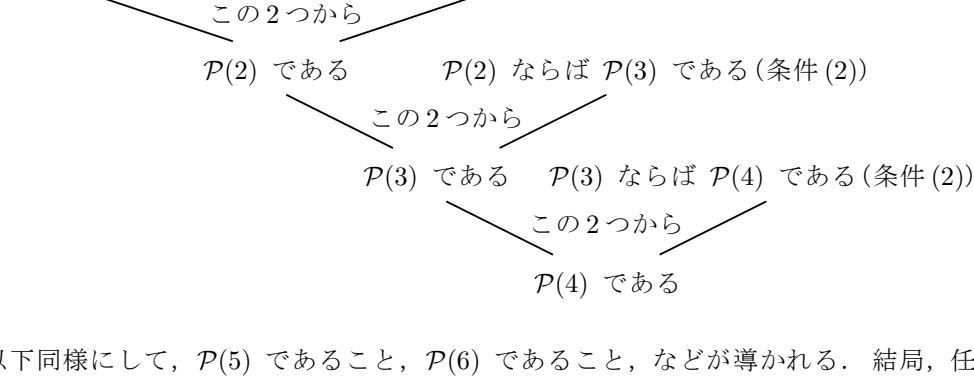 この2つから
𝒫(2) である 𝒫(2) ならば 𝒫(3) である(条件(2))
この2つから
𝒫(3) である 𝒫(3) ならば 𝒫(4) である(条件(2))
この2つから
𝒫(4) である
以下同様にして，𝒫(5) であること，𝒫(6) であること，などが導かれる． 結局，任